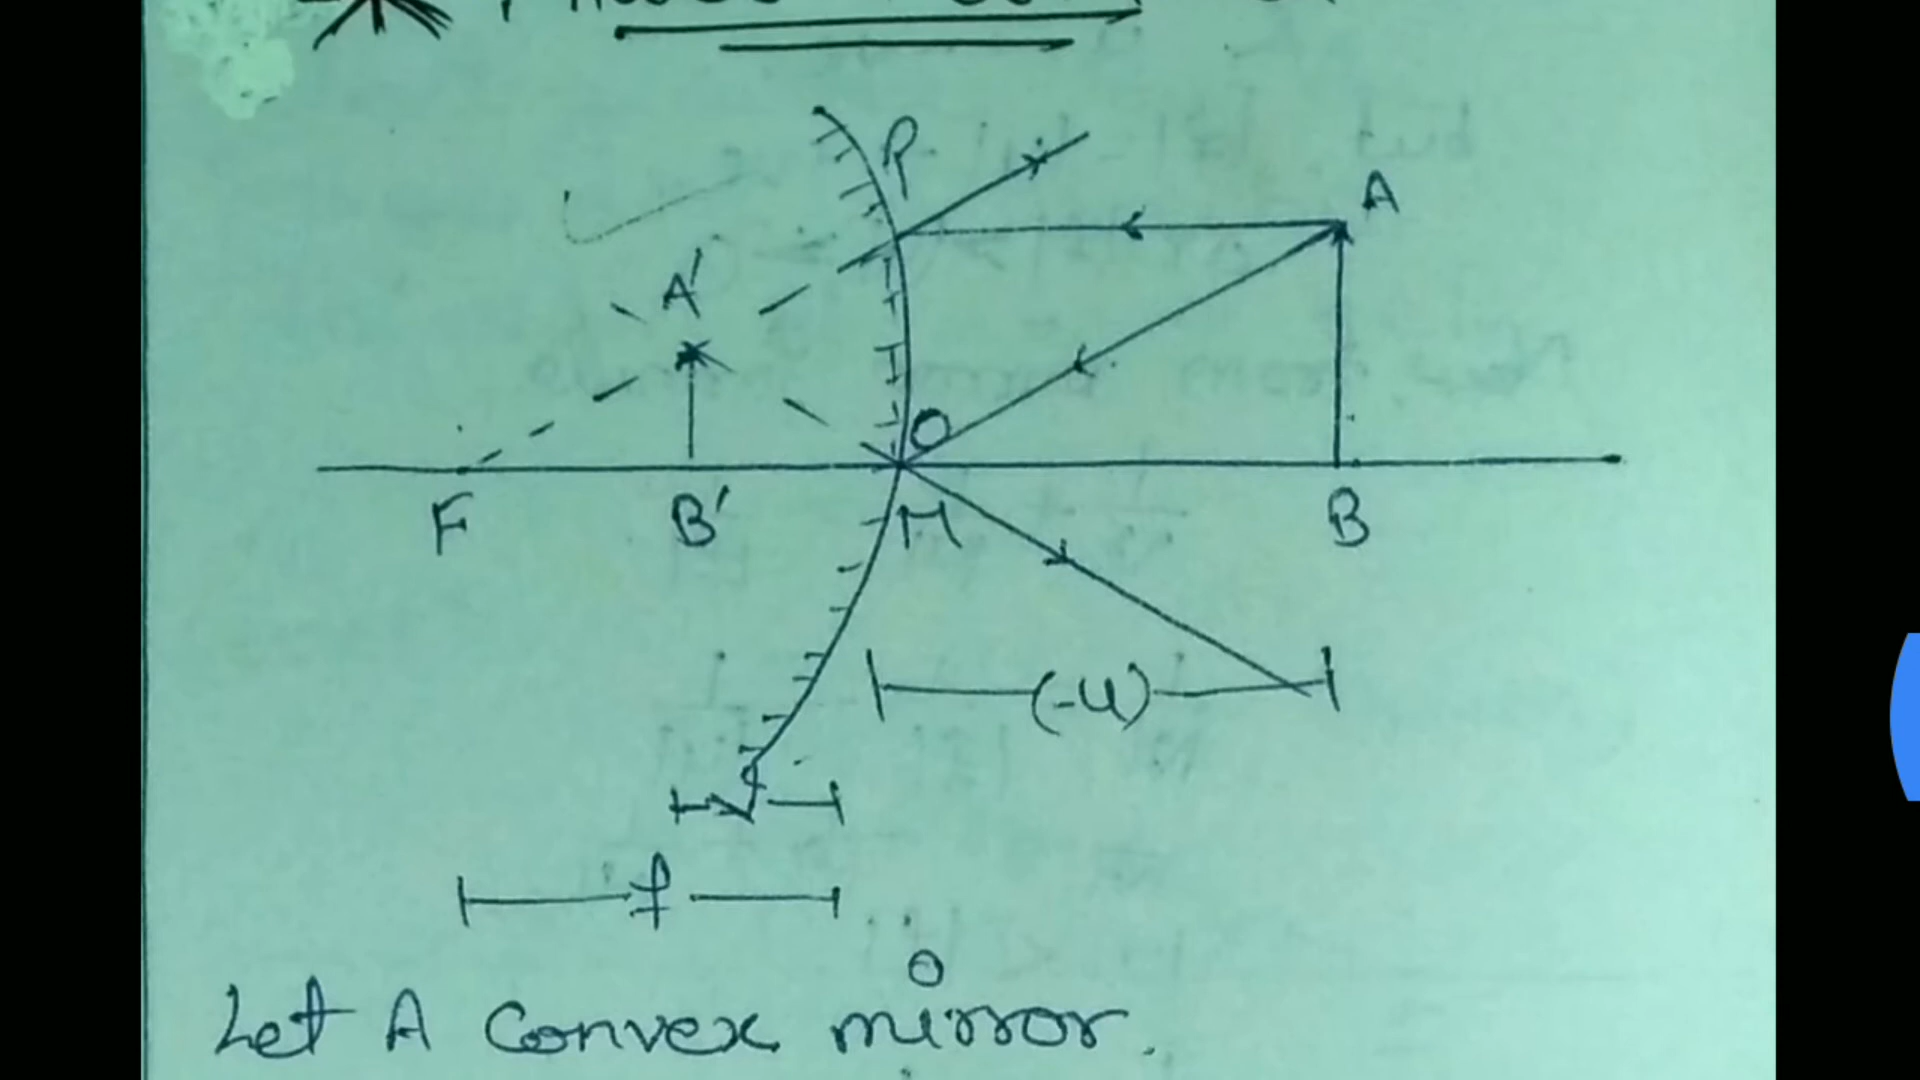 P
A
A'
O
F
B'
M
B
(-u)
f
Let A convex mirror.